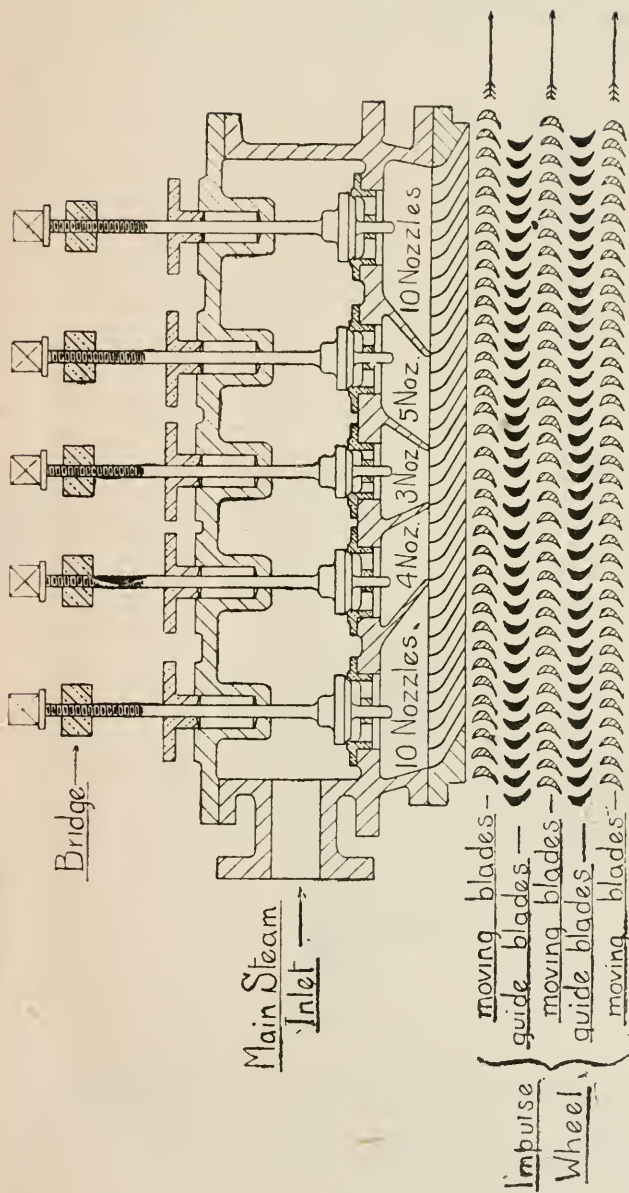 Bridge
Main Steam
Inlet
10 Nozzles.
4 Noz.
3 Noz.
5 Noz.
10 Nozzles
moving blades
guide blades
moving blades
guide blades
moving blades
Impulse
Wheel